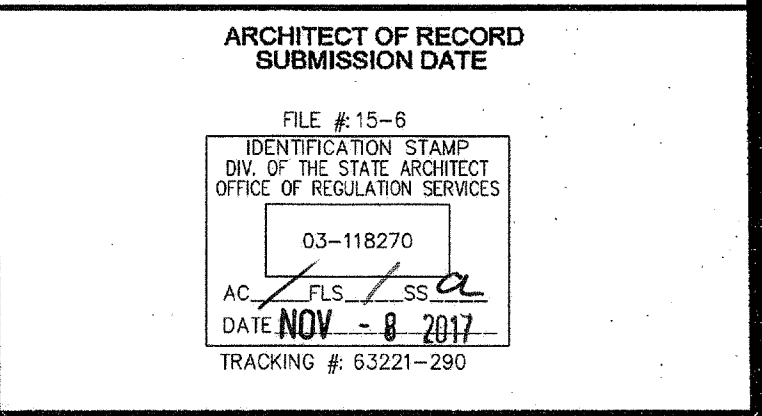 ARCHITECT OF RECORD
SUBMISSION DATE
FILE #: 15-6
IDENTIFICATION STAMP
DIV. OF THE STATE ARCHITECT
OFFICE OF REGULATION SERVICES
03-118270
AC / FLS / SS a
DATE NOV - 8 2017
TRACKING #: 63221-290